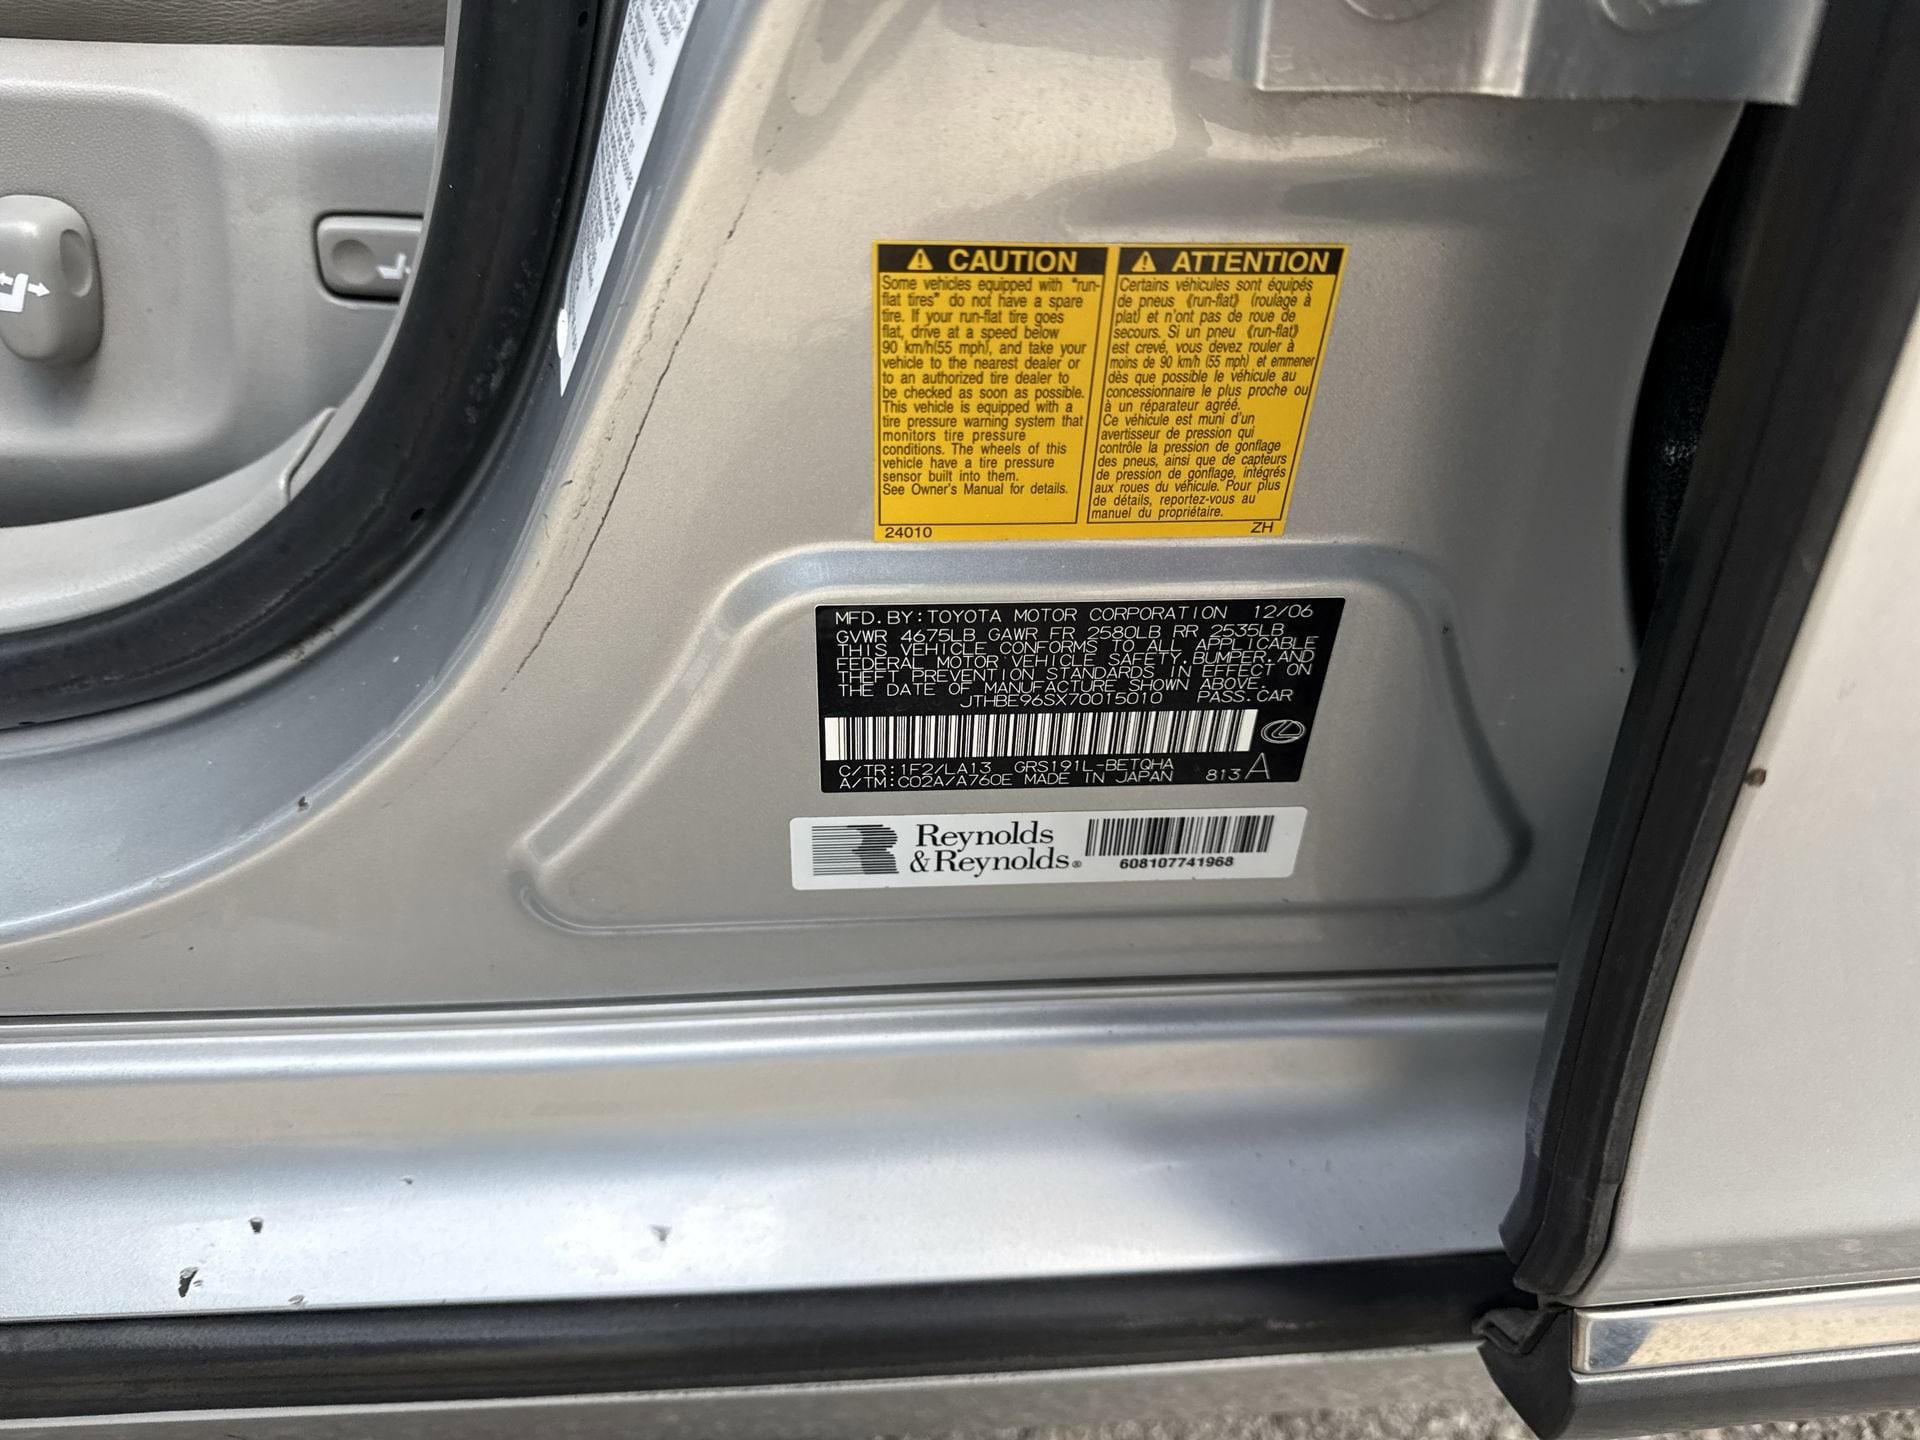 CAUTION
Some vehicles equipped with "run-
flat tires" do not have a spare
tire. If your run-flat tire goes
flat, drive at a speed below
90 km/h(55 mph), and take your
vehicle to the nearest dealer or
to an authorized tire dealer to
be checked as soon as possible.
This vehicle is equipped with a
tire pressure warning system that
monitors tire pressure
conditions. The wheels of this
vehicle have a tire pressure
sensor built into them.
See Owner's Manual for details.
24010
ATTENTION
Certains véhicules sont équipés
de pneus 《run-flat》 (roulage à
plat) et n'ont pas de roue de
secours. Si un pneu 《run-flat》
est crevé, vous devez rouler à
moins de 90 km/h (55 mph) et emmener
dès que possible le véhicule au
concessionnaire le plus proche ou
à un réparateur agréé.
Ce véhicule est muni d'un
avertisseur de pression qui
contrôle la pression de gonflage
des pneus, ainsi que de capteurs
de pression de gonflage, intégrés
aux roues du véhicule. Pour plus
de détails, reportez-vous au
manuel du propriétaire.
ZH
MFD. BY: TOYOTA MOTOR CORPORATION 12/06
GVWR 4675LB GAWR FR 2580LB RR 2535LB
THIS VEHICLE CONFORMS TO ALL APPLICABLE
FEDERAL MOTOR VEHICLE SAFETY, BUMPER, AND
THEFT PREVENTION STANDARDS IN EFFECT ON
THE DATE OF MANUFACTURE SHOWN ABOVE.
JTHBE96SX70015010 PASS. CAR
C/TR: 1F2/LA13 GRS191L-BETQHA
A/TM: C02A/A760E MADE IN JAPAN 813 A
Reynolds
&Reynolds®
608107741968